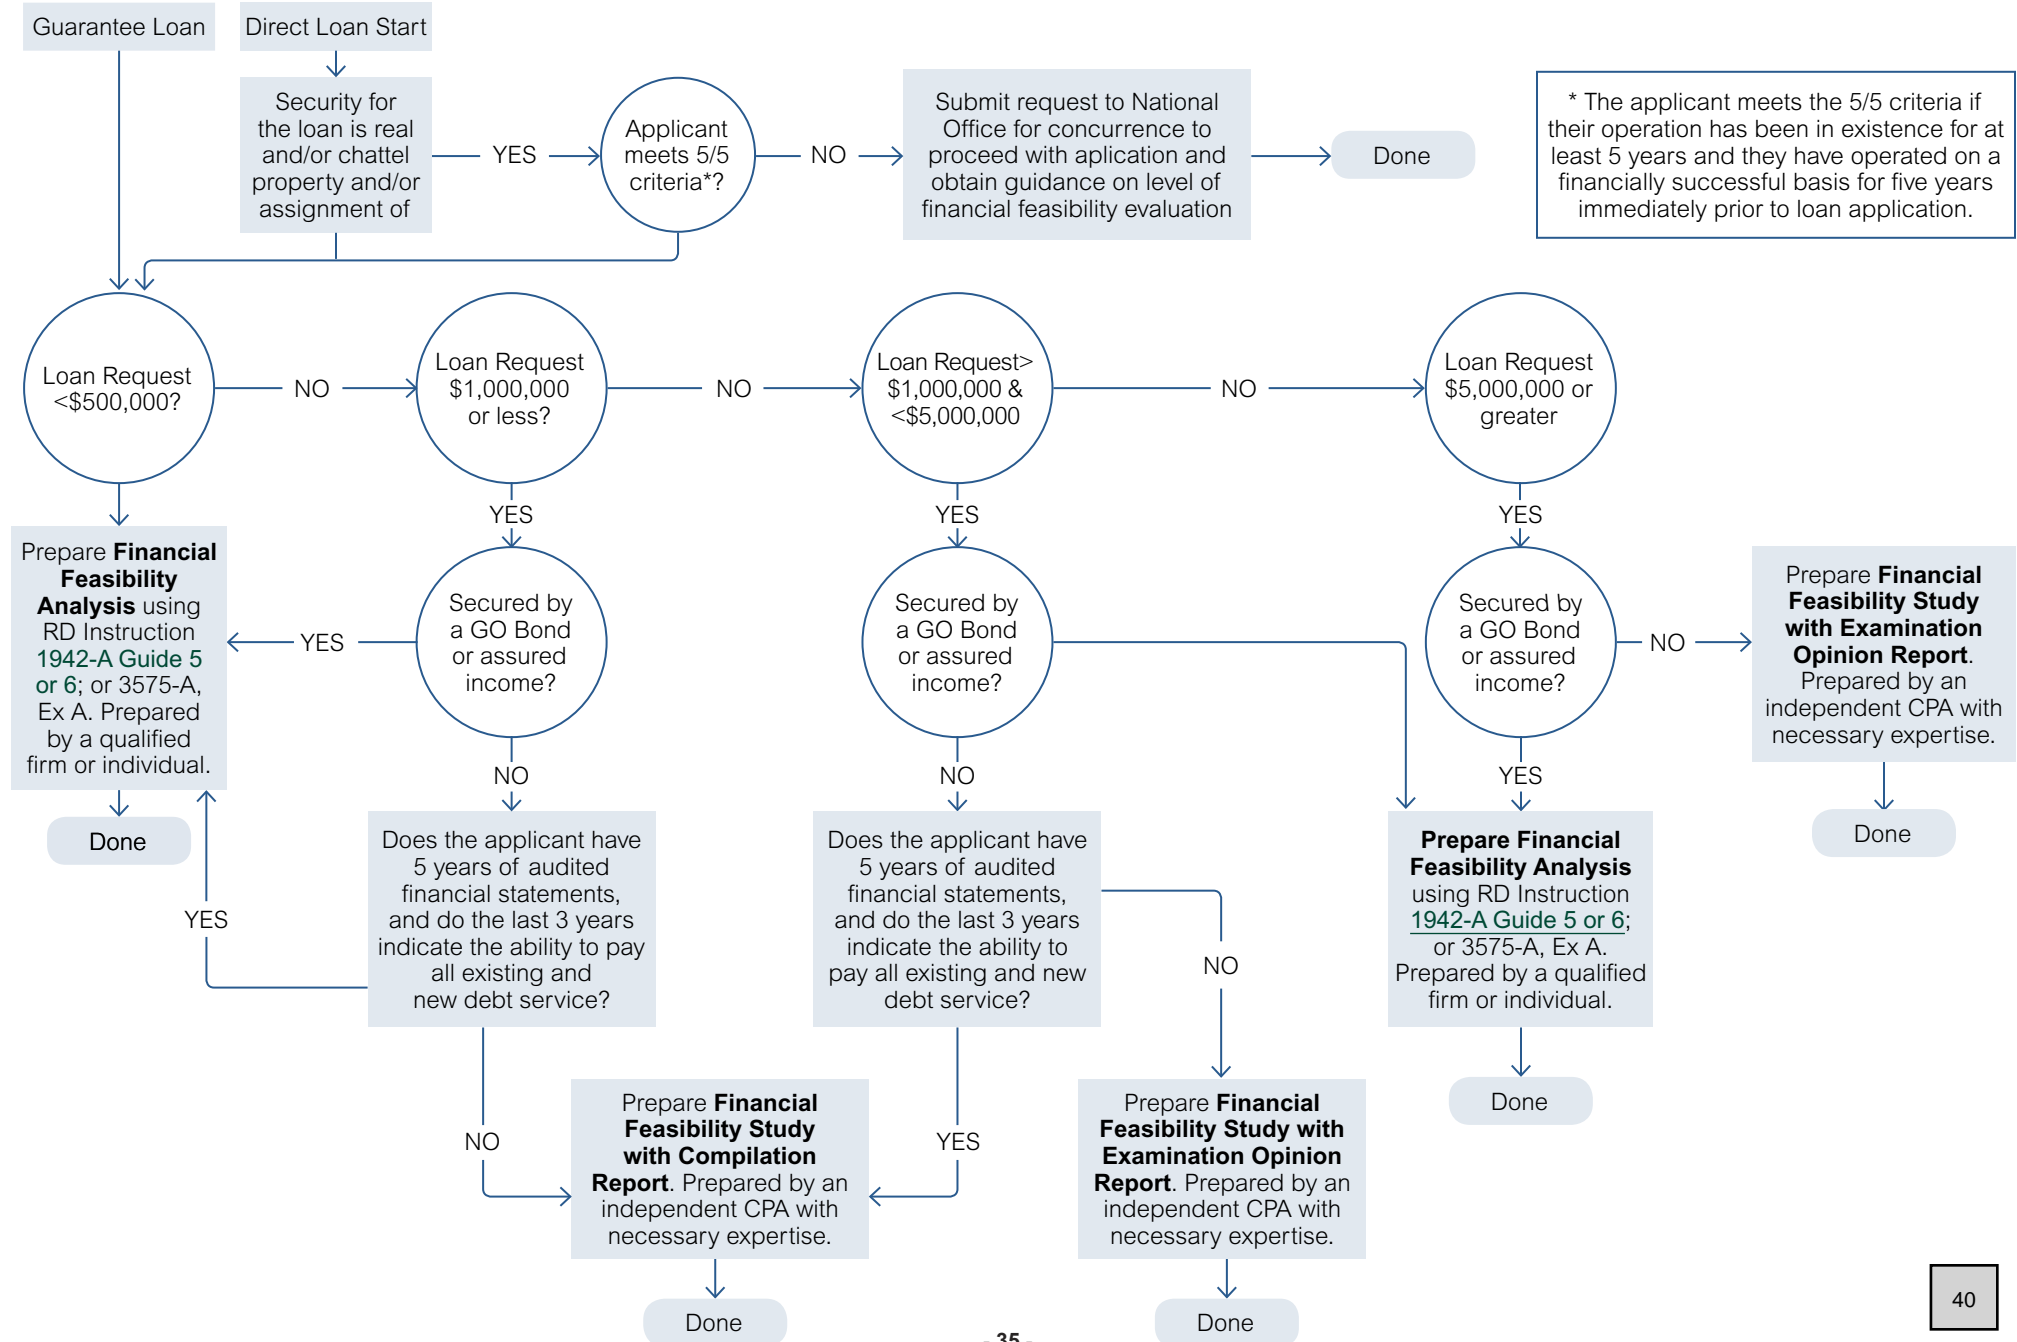 Guarantee Loan
Direct Loan Start
Security for
the loan is real
and/or chattel
property and/or
assignment of
YES
Applicant
meets 5/5
criteria*?
NO
Submit request to National
Office for concurrence to
proceed with aplication and
obtain guidance on level of
financial feasibility evaluation
Done
* The applicant meets the 5/5 criteria if
their operation has been in existence for at
least 5 years and they have operated on a
financially successful basis for five years
immediately prior to loan application.
Loan Request
<$500,000?
NO
Loan Request
$1,000,000
or less?
NO
Loan Request>
$1,000,000 &
<$5,000,000
NO
Loan Request
$5,000,000 or
greater
YES
YES
YES
Prepare Financial
Feasibility
Analysis using
RD Instruction
1942-A Guide 5
or 6; or 3575-A,
Ex A. Prepared
by a qualified
firm or individual.
Done
YES
Secured by
a GO Bond
or assured
income?
Secured by
a GO Bond
or assured
income?
Secured by
a GO Bond
or assured
income?
NO
Prepare Financial
Feasibility Study
with Examination
Opinion Report.
Prepared by an
independent CPA with
necessary expertise.
Done
NO
NO
YES
YES
Does the applicant have
5 years of audited
financial statements,
and do the last 3 years
indicate the ability to pay
all existing and
new debt service?
Does the applicant have
5 years of audited
financial statements,
and do the last 3 years
indicate the ability to
pay all existing and new
debt service?
NO
Prepare Financial
Feasibility Analysis
using RD Instruction
1942-A Guide 5 or 6;
or 3575-A, Ex A.
Prepared by a qualified
firm or individual.
Done
NO
Prepare Financial
Feasibility Study
with Compilation
Report. Prepared by an
independent CPA with
necessary expertise.
Done
YES
Prepare Financial
Feasibility Study with
Examination Opinion
Report. Prepared by an
independent CPA with
necessary expertise.
Done
- 35 -
40